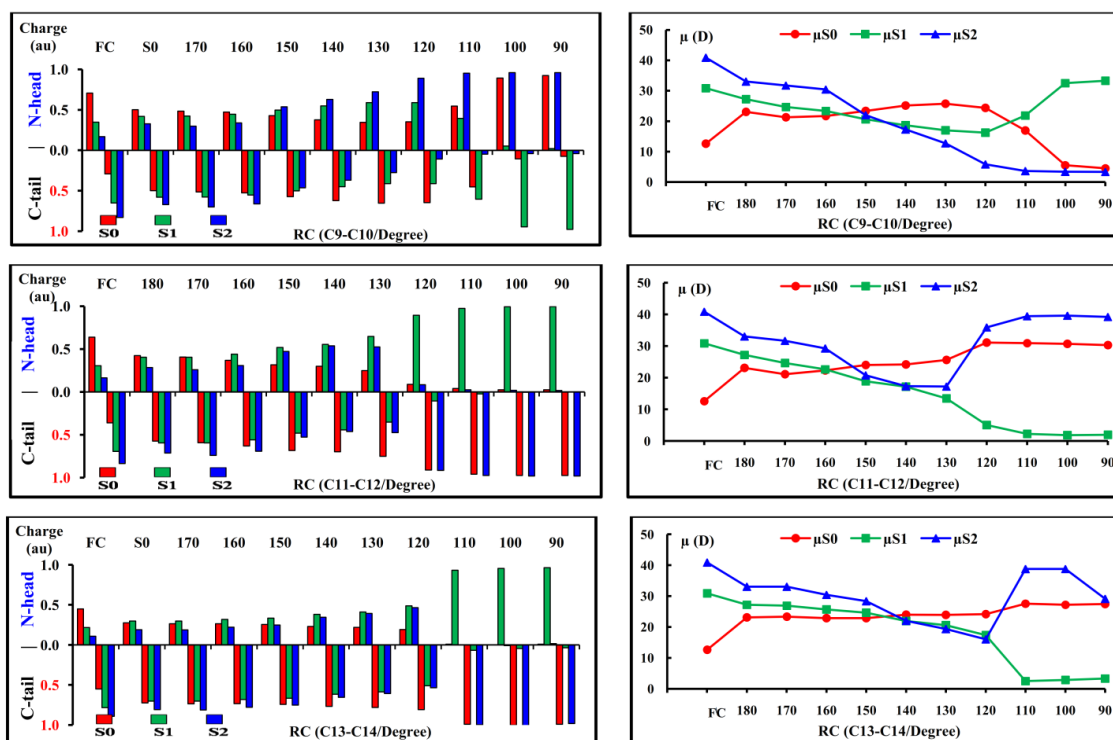 Charge
(au)
FC S0 170 160 150 140 130 120 110 100 90
1.0
0.5
0.0
0.5
1.0
N-head
|
C-tail
S0 S1 S2
RC (C9-C10/Degree)
µ (D)
µS0 µS1 µS2
50
40
30
20
10
0
FC 180 170 160 150 140 130 120 110 100 90
RC (C9-C10/Degree)
Charge
(au)
FC 180 170 160 150 140 130 120 110 100 90
1.0
0.5
0.0
0.5
1.0
N-head
|
C-tail
S0 S1 S2
RC (C11-C12/Degree)
µ (D)
µS0 µS1 µS2
50
40
30
20
10
0
FC 180 170 160 150 140 130 120 110 100 90
RC (C11-C12/Degree)
Charge
(au)
FC S0 170 160 150 140 130 120 110 100 90
1.0
0.5
0.0
0.5
1.0
N-head
|
C-tail
S0 S1 S2
RC (C13-C14/Degree)
µ (D)
µS0 µS1 µS2
50
40
30
20
10
0
FC 180 170 160 150 140 130 120 110 100 90
RC (C13-C14/Degree)